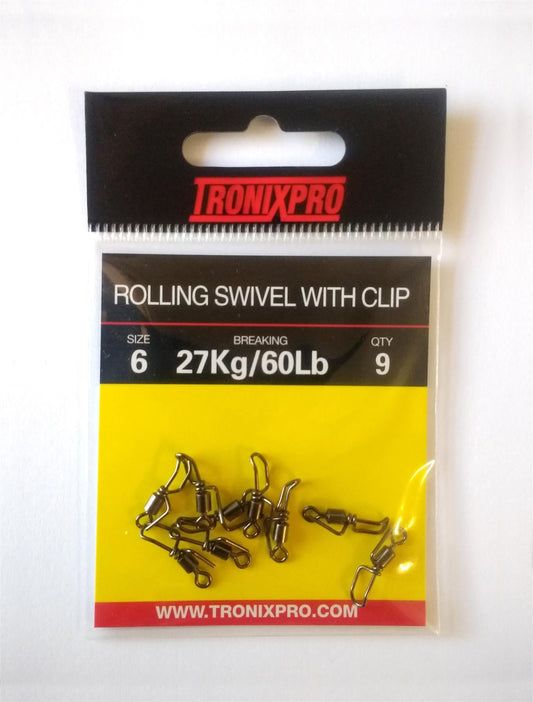 TRONIXPRO
ROLLING SWIVEL WITH CLIP
SIZE BREAKING QTY
6 27Kg/60Lb 9
WWW.TRONIXPRO.COM